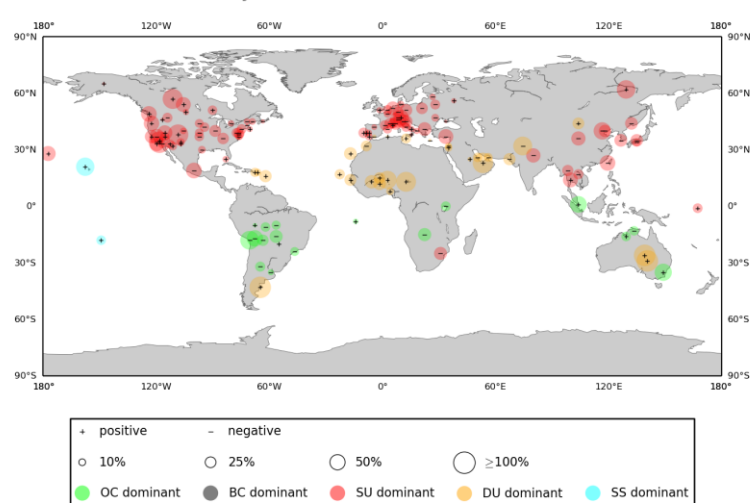 180° 120°W 60°W 0° 60°E 120°E 180°
90°N 90°N
60°N 60°N
30°N 30°N
0° 0°
30°S 30°S
60°S 60°S
90°S 90°S
180° 120°W 60°W 0° 60°E 120°E 180°
+ positive − negative
10% 25% 50% ≥100%
OC dominant BC dominant SU dominant DU dominant SS dominant